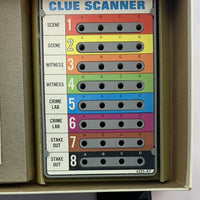 CLUE SCANNER
A B C D
SCENE 1
SCENE 2
WITNESS 3
WITNESS 4
CRIME LAB 5
CRIME LAB 6
STAKE OUT 7
STAKE OUT 8